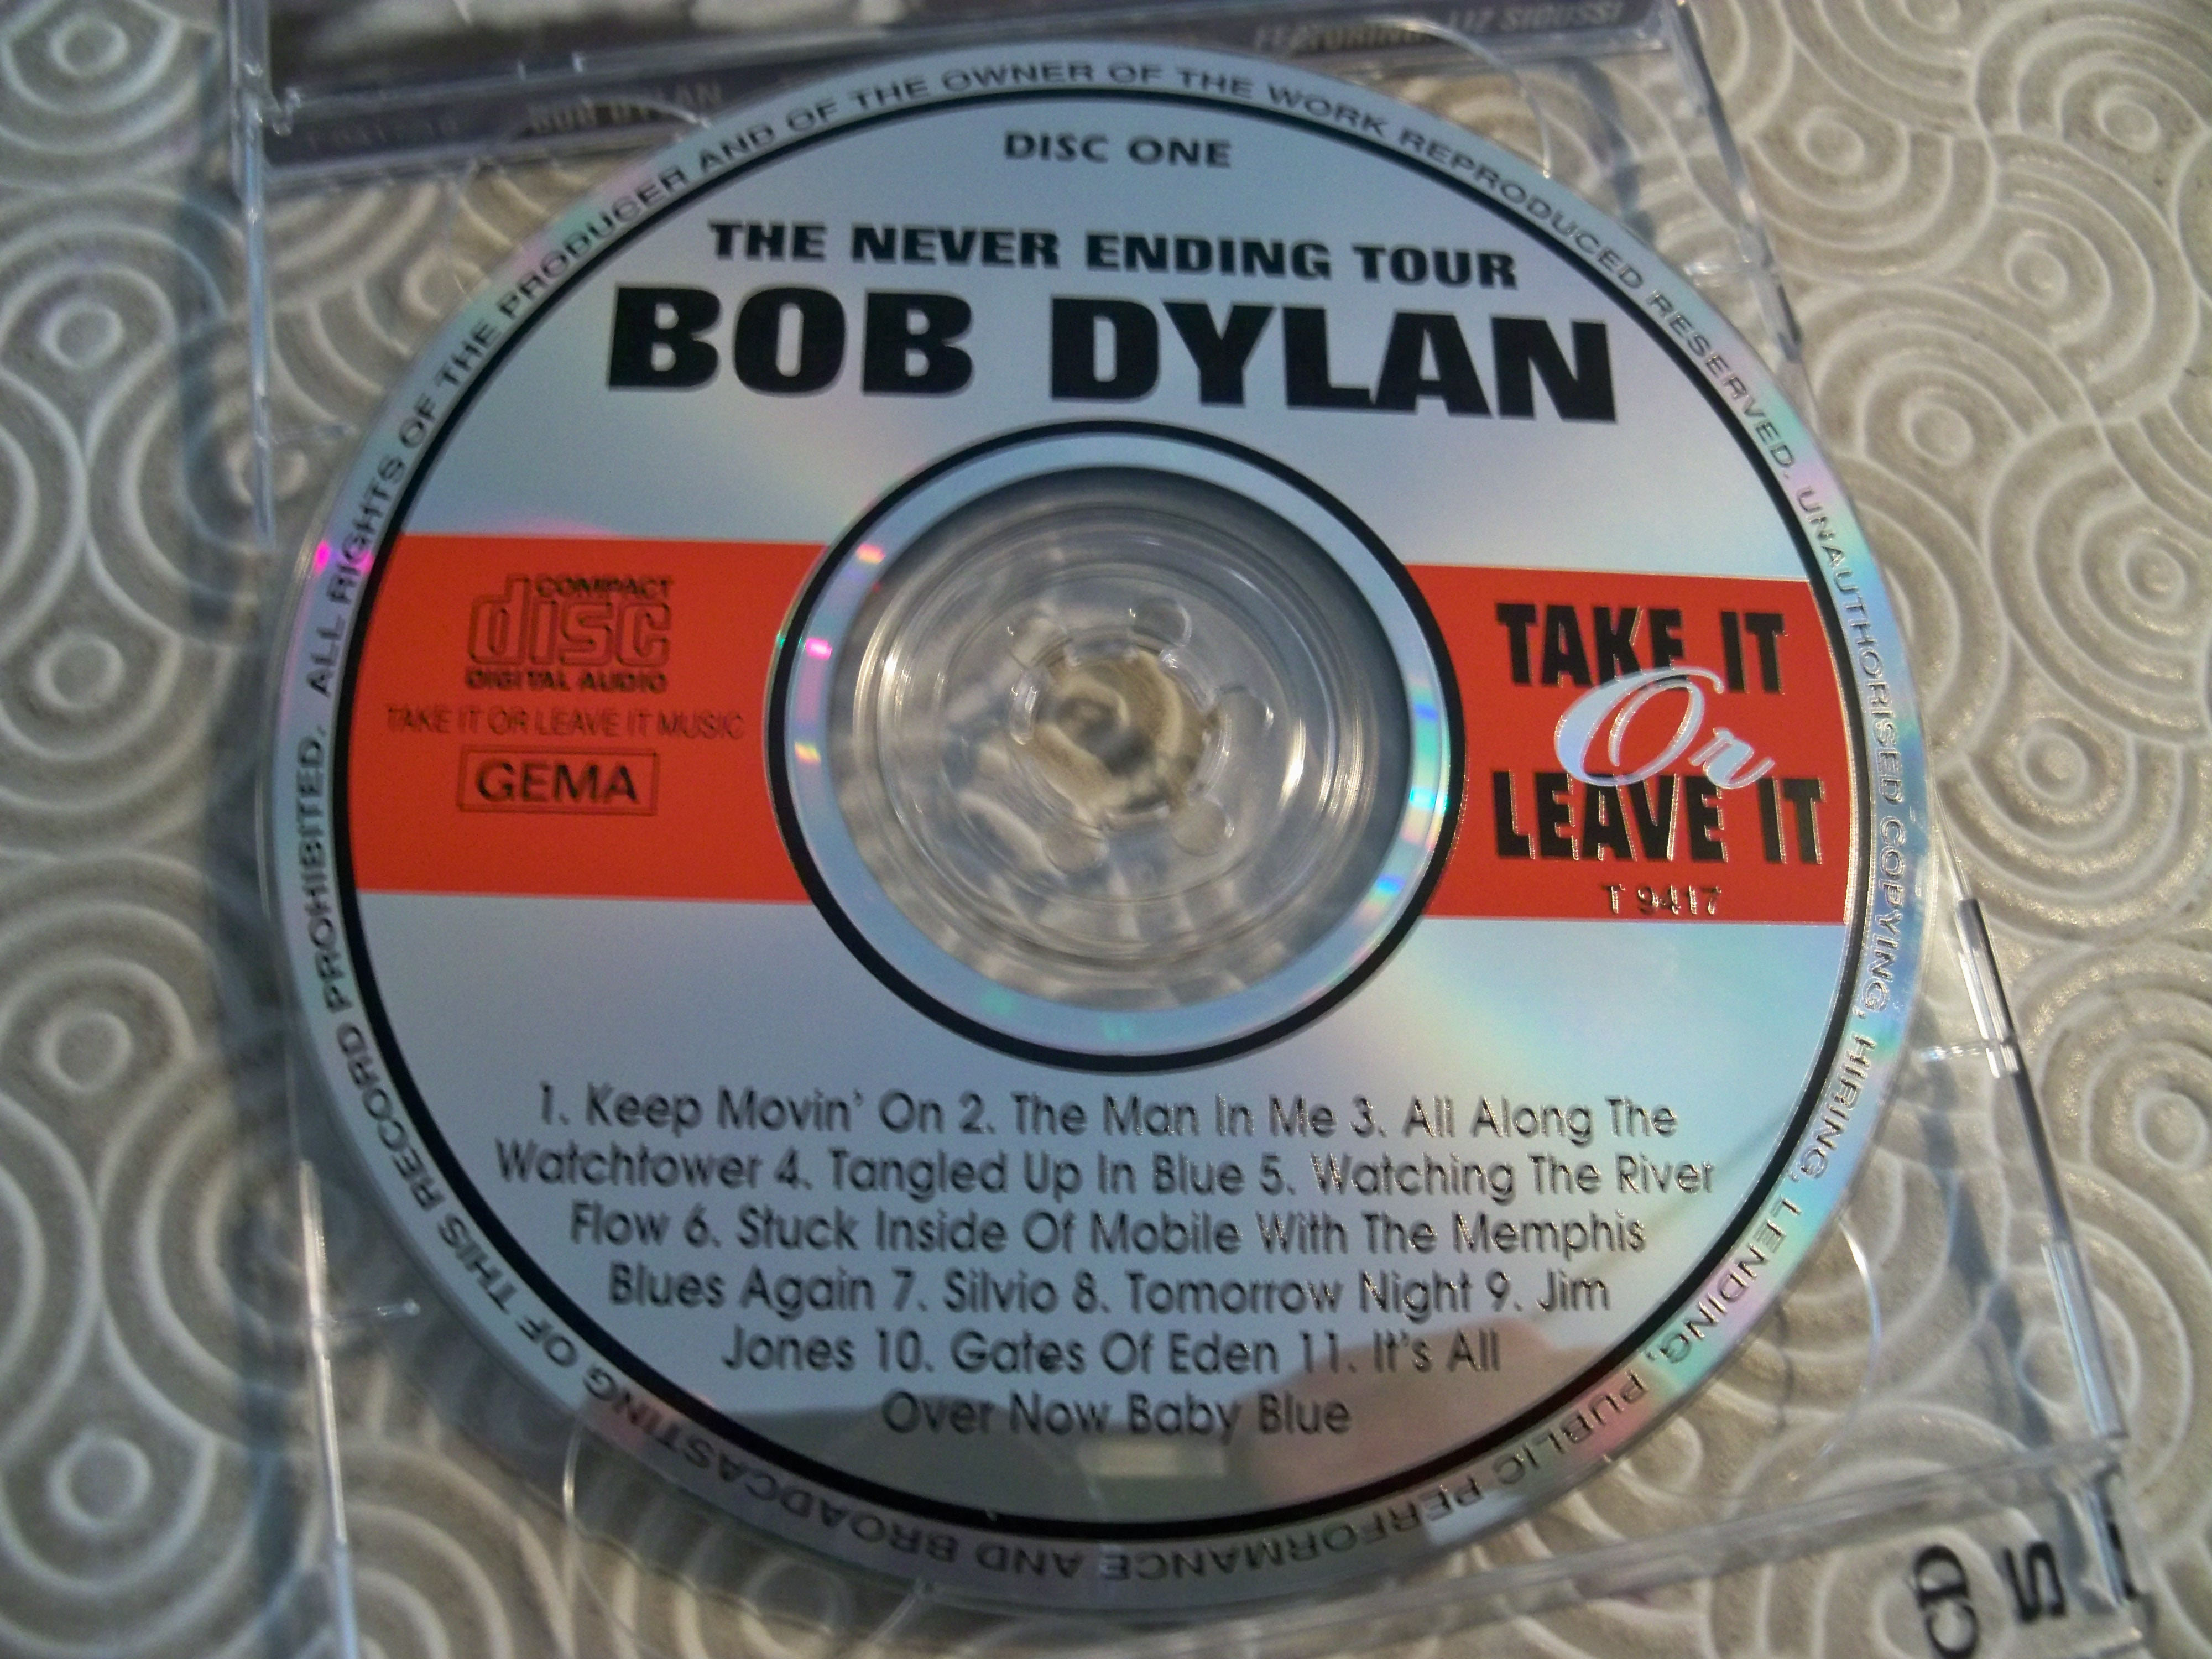 FEATURING LIZ SIOUSSI
BOB DYLAN
ALL RIGHTS OF THE PRODUCER AND OF THE OWNER OF THE WORK REPRODUCED RESERVED. UNAUTHORISED COPYING, HIRING, LENDING, PUBLIC PERFORMANCE AND BROADCASTING OF THIS RECORD PROHIBITED.
DISC ONE
THE NEVER ENDING TOUR
BOB DYLAN
COMPACT
disc
DIGITAL AUDIO
TAKE IT OR LEAVE IT MUSIC
GEMA
TAKE IT
Or
LEAVE IT
T 9417
1. Keep Movin' On 2. The Man In Me 3. All Along The
Watchtower 4. Tangled Up In Blue 5. Watching The River
Flow 6. Stuck Inside Of Mobile With The Memphis
Blues Again 7. Silvio 8. Tomorrow Night 9. Jim
Jones 10. Gates Of Eden 11. It's All
Over Now Baby Blue
CD
5